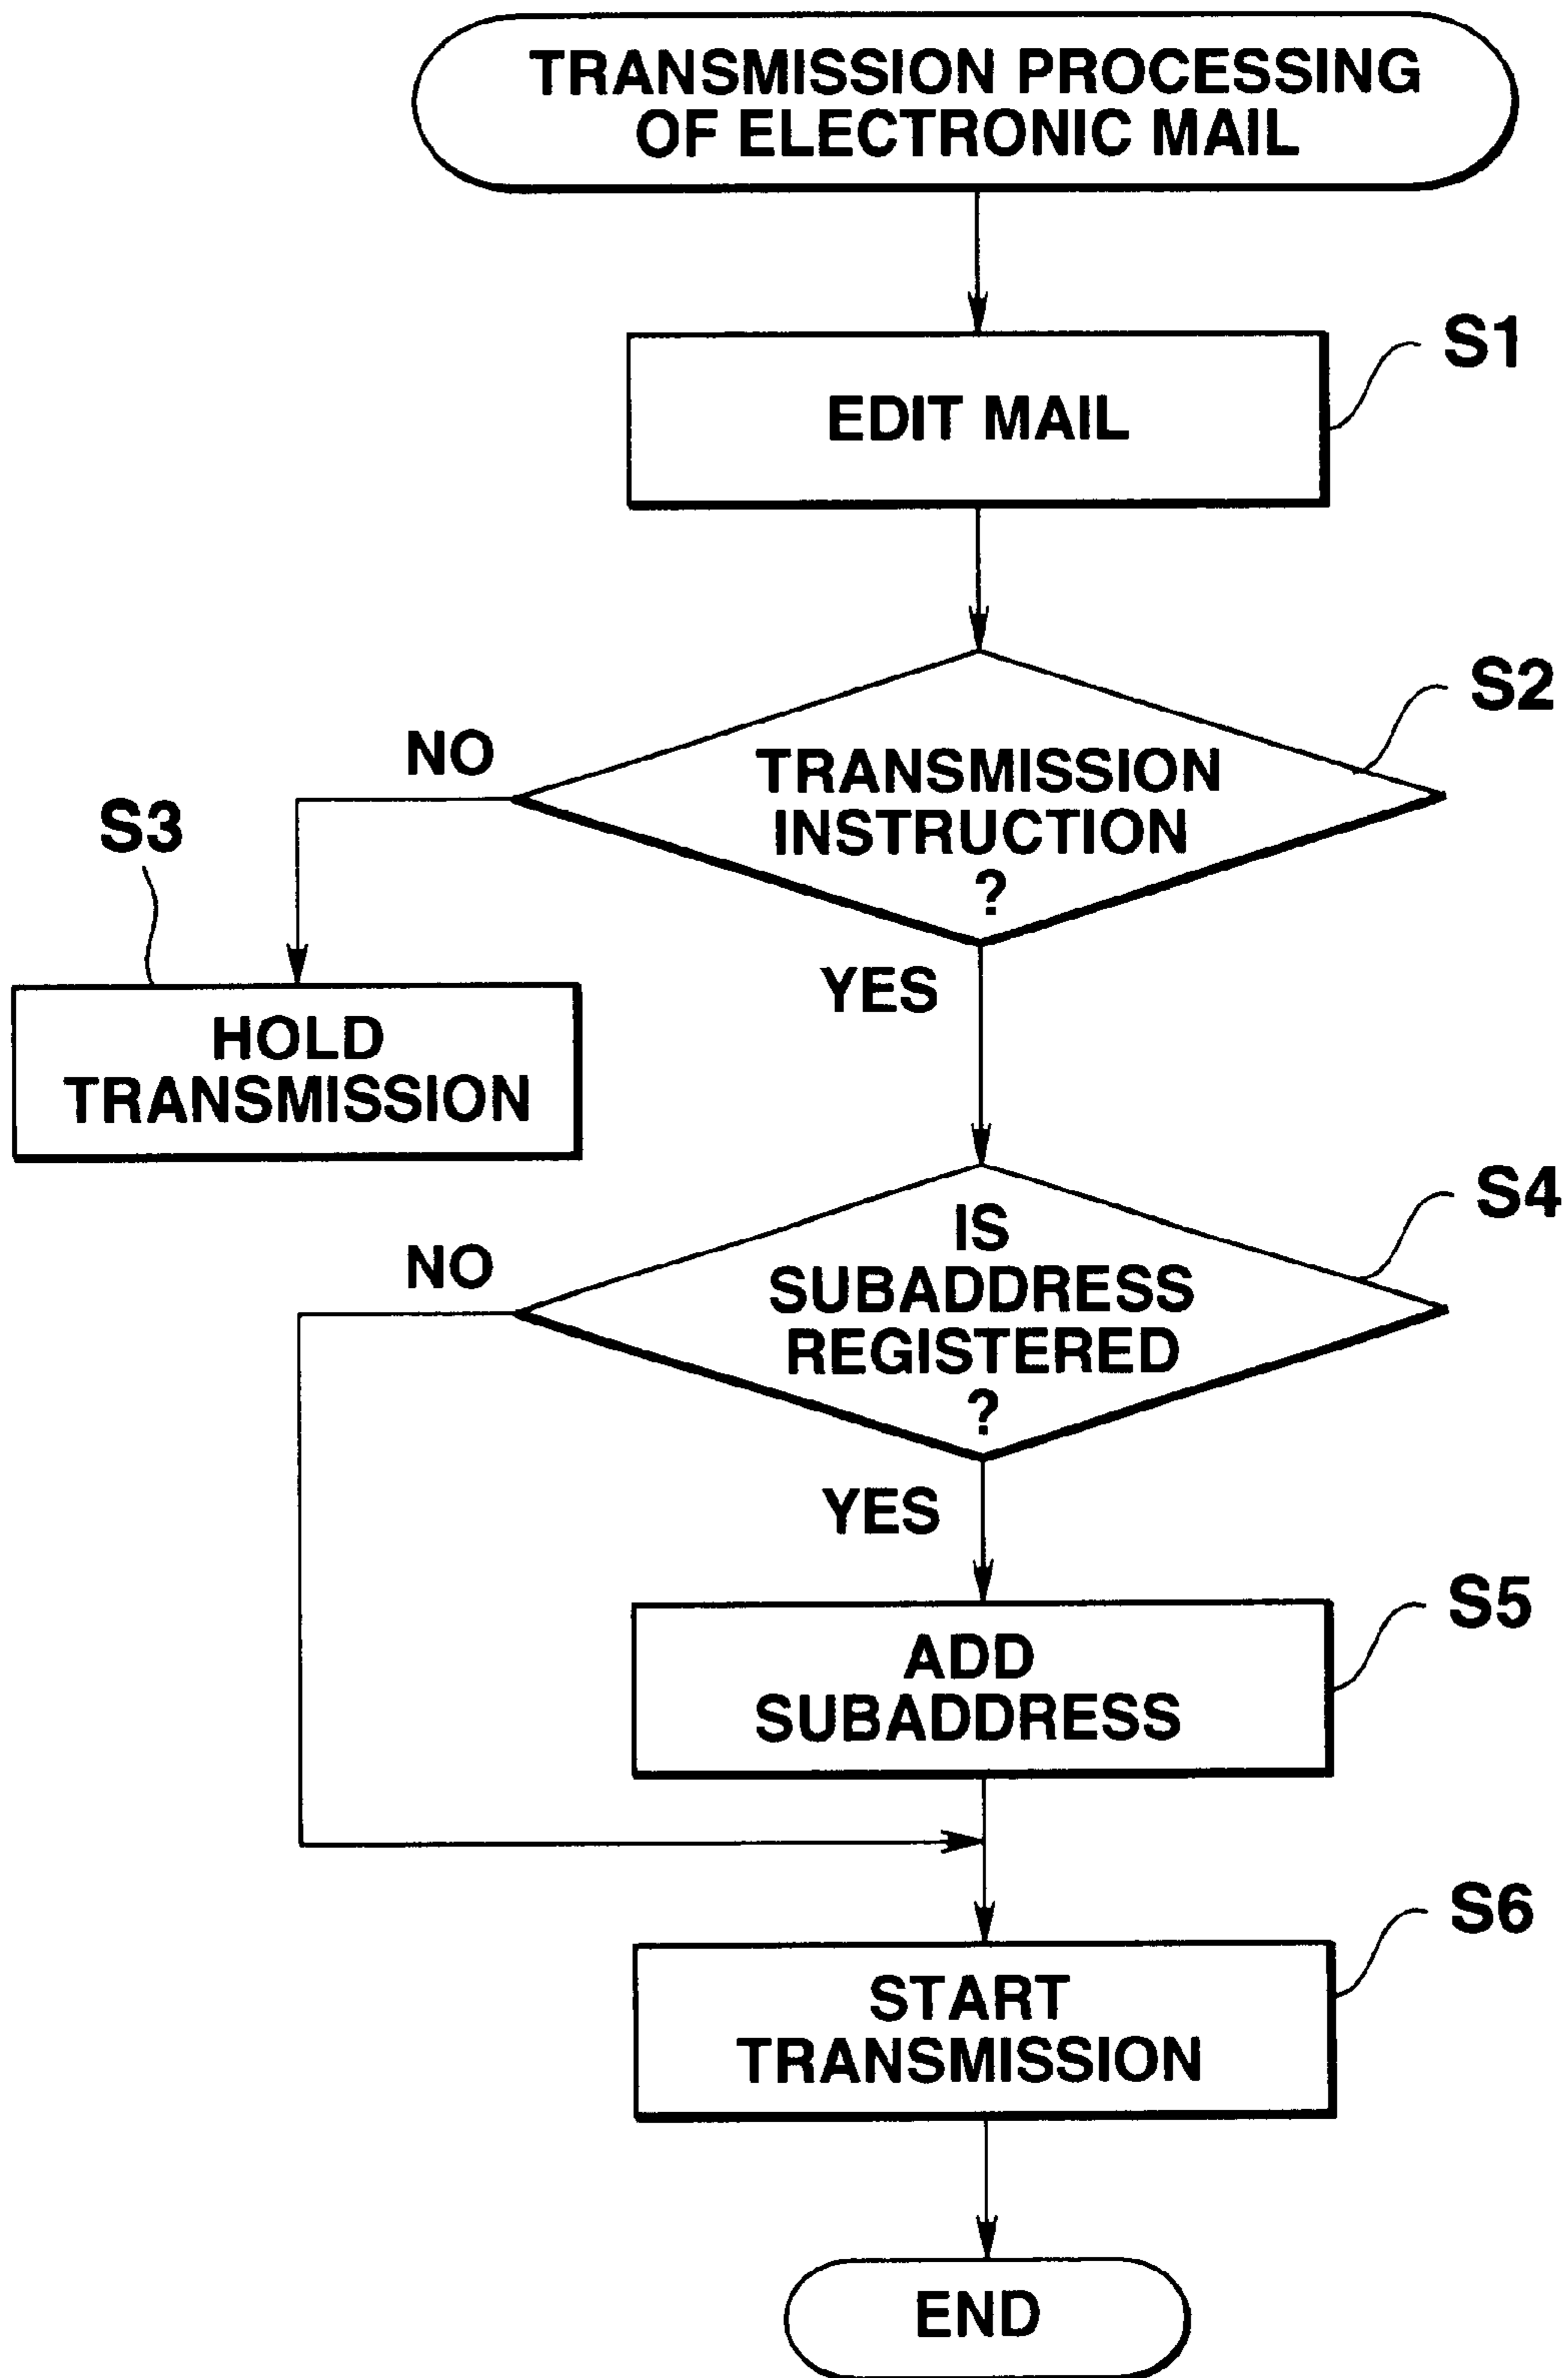 TRANSMISSION PROCESSING
OF ELECTRONIC MAIL
S1
EDIT MAIL
S2
NO
TRANSMISSION
INSTRUCTION
?
S3
YES
HOLD
TRANSMISSION
S4
NO
IS
SUBADDRESS
REGISTERED
?
YES
S5
ADD
SUBADDRESS
S6
START
TRANSMISSION
END